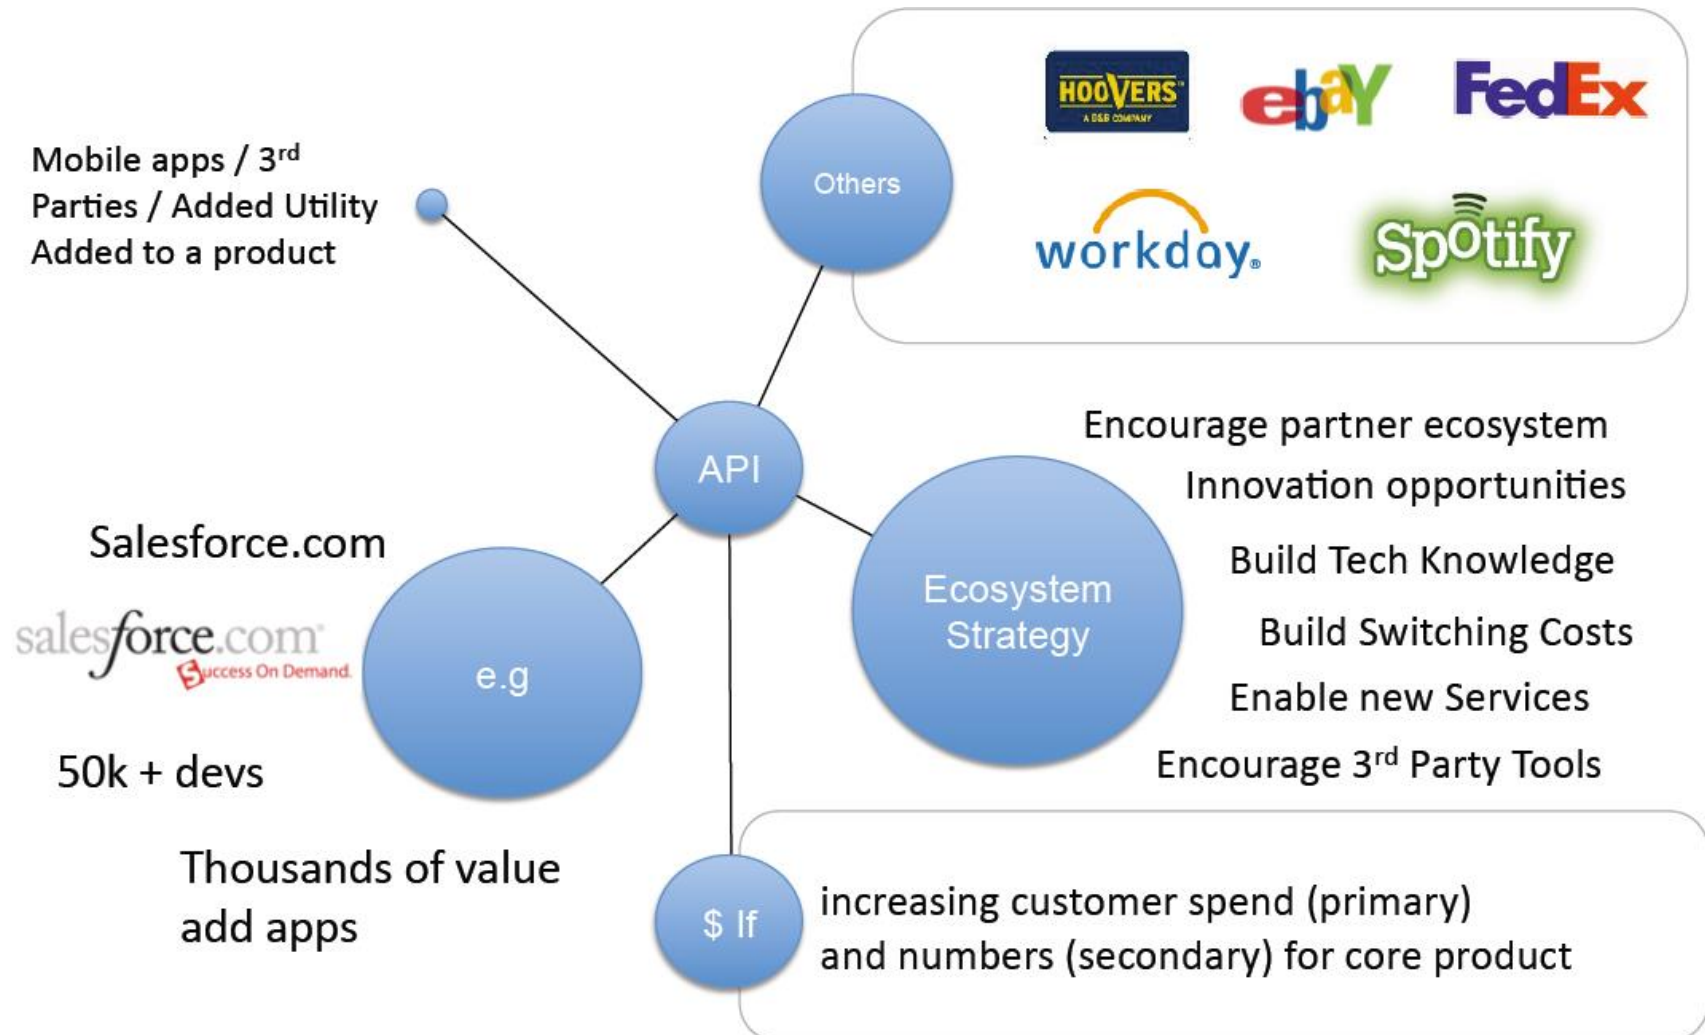 Mobile apps / 3rd
Parties / Added Utility
Added to a product
Others
HOOVERS™
A D&B COMPANY
ebaY
FedEx
workday®
Spotify
API
Encourage partner ecosystem
Innovation opportunities
Build Tech Knowledge
Build Switching Costs
Enable new Services
Encourage 3rd Party Tools
Ecosystem
Strategy
Salesforce.com
salesforce.com®
Success On Demand.
e.g
50k + devs
Thousands of value
add apps
$ If
increasing customer spend (primary)
and numbers (secondary) for core product